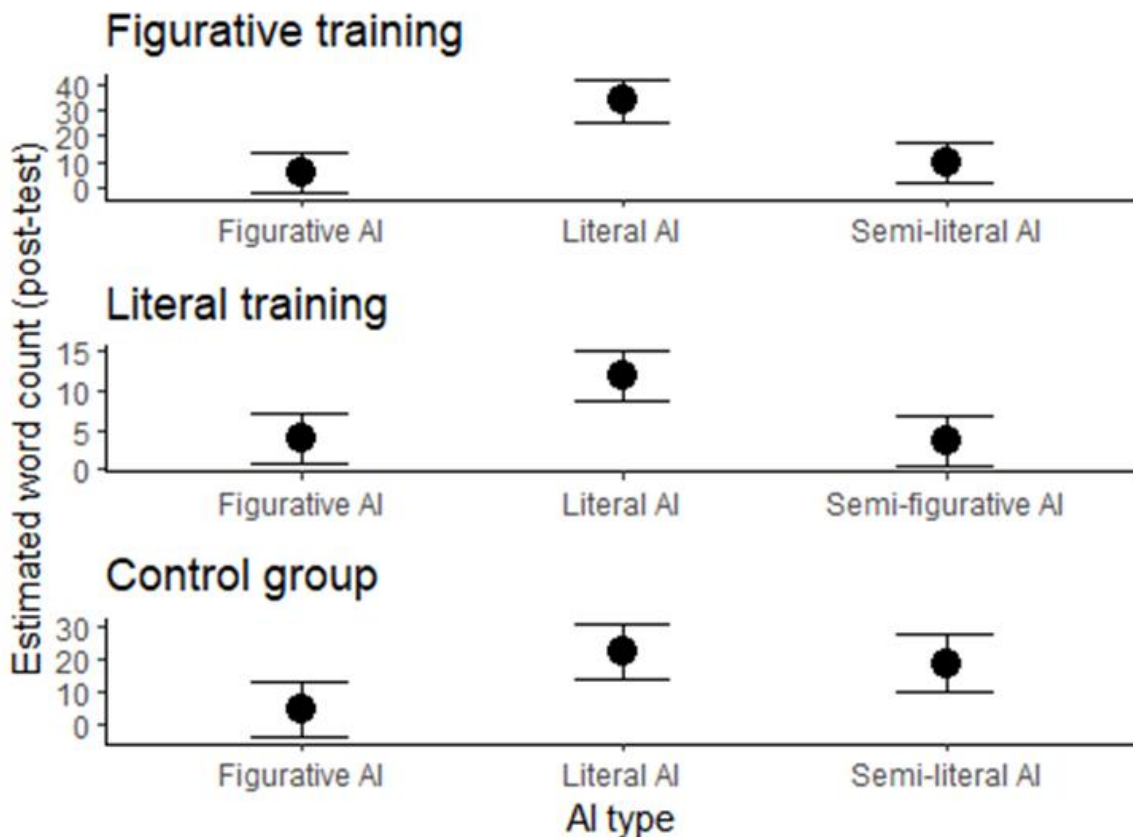 Estimated word count (post-test)
Figurative training
40
30
20
10
0
Figurative AI Literal AI Semi-literal AI
Literal training
15
10
5
0
Figurative AI Literal AI Semi-figurative AI
Control group
30
20
10
0
Figurative AI Literal AI Semi-literal AI
AI type